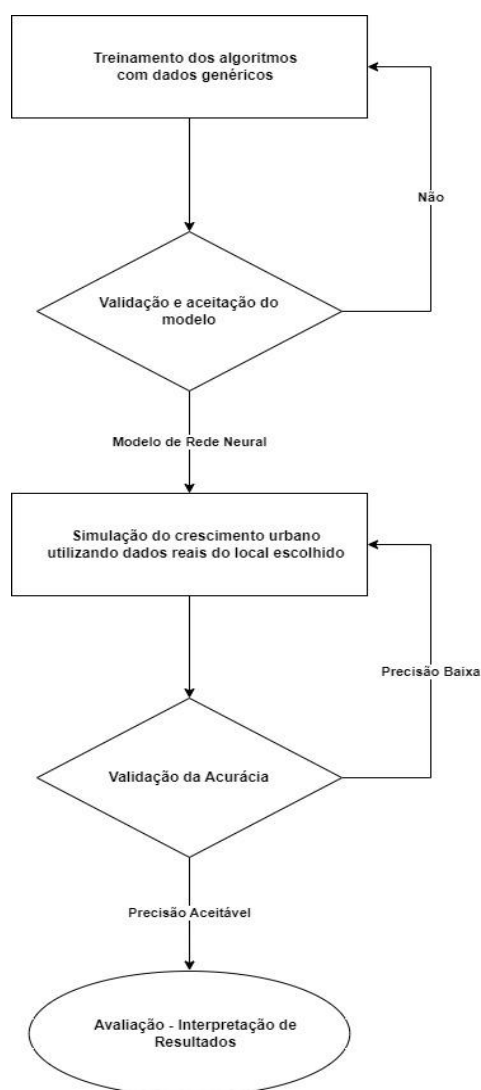 Treinamento dos algoritmos
com dados genéricos
Não
Validação e aceitação do
modelo
Modelo de Rede Neural
Simulação do crescimento urbano
utilizando dados reais do local escolhido
Precisão Baixa
Validação da Acurácia
Precisão Aceitável
Avaliação - Interpretação de
Resultados